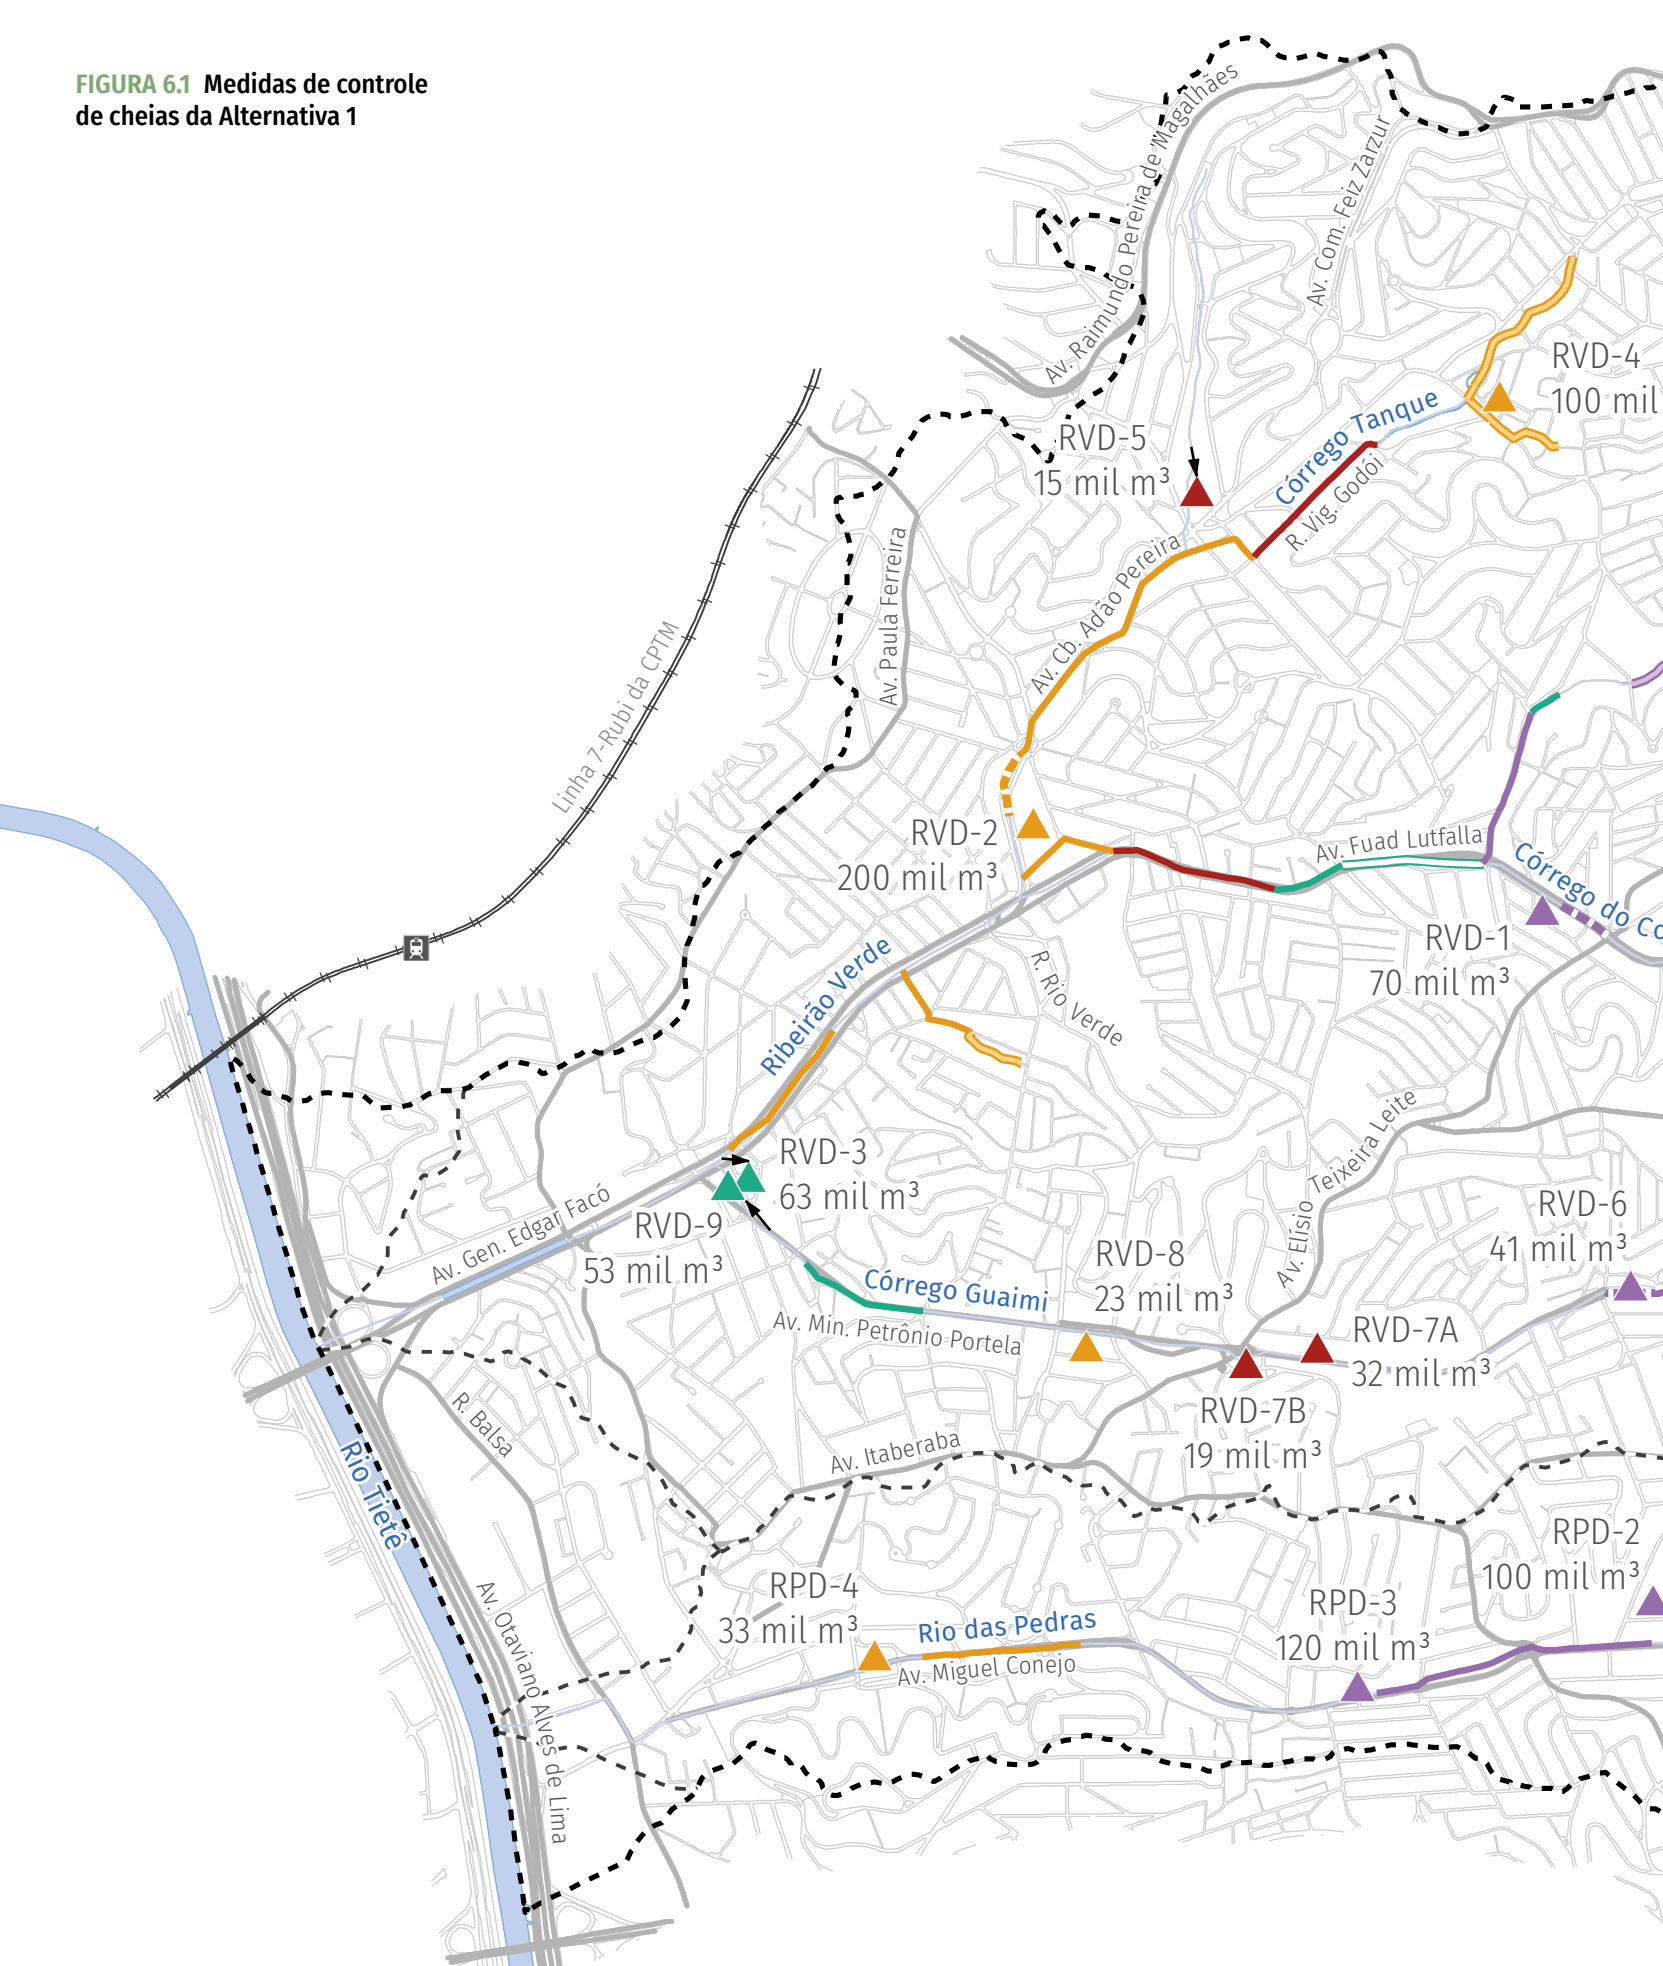 FIGURA 6.1 Medidas de controle
de cheias da Alternativa 1
Av. Raimundo Pereira de Magalhães
Av. Com. Feiz Zarzur
RVD-4
100 mil
Córrego Tanque
RVD-5
15 mil m³
R. Vig. Godói
Av. Paula Ferreira
Av. Cb. Adão Pereira
Linha 7-Rubi da CPTM
RVD-2
200 mil m³
Av. Fuad Lutfalla
Córrego do Co
RVD-1
70 mil m³
Ribeirão Verde
R. Rio Verde
Av. Elísio Teixeira Leite
RVD-3
63 mil m³
Av. Gen. Edgar Facó
RVD-9
53 mil m³
RVD-6
41 mil m³
RVD-8
23 mil m³
Córrego Guaimi
Av. Min. Petrônio Portela
RVD-7A
32 mil m³
RVD-7B
19 mil m³
R. Balsa
Av. Itaberaba
Rio Tietê
RPD-2
100 mil m³
RPD-4
33 mil m³
RPD-3
120 mil m³
Rio das Pedras
Av. Miguel Conejo
Av. Otaviano Alves de Lima